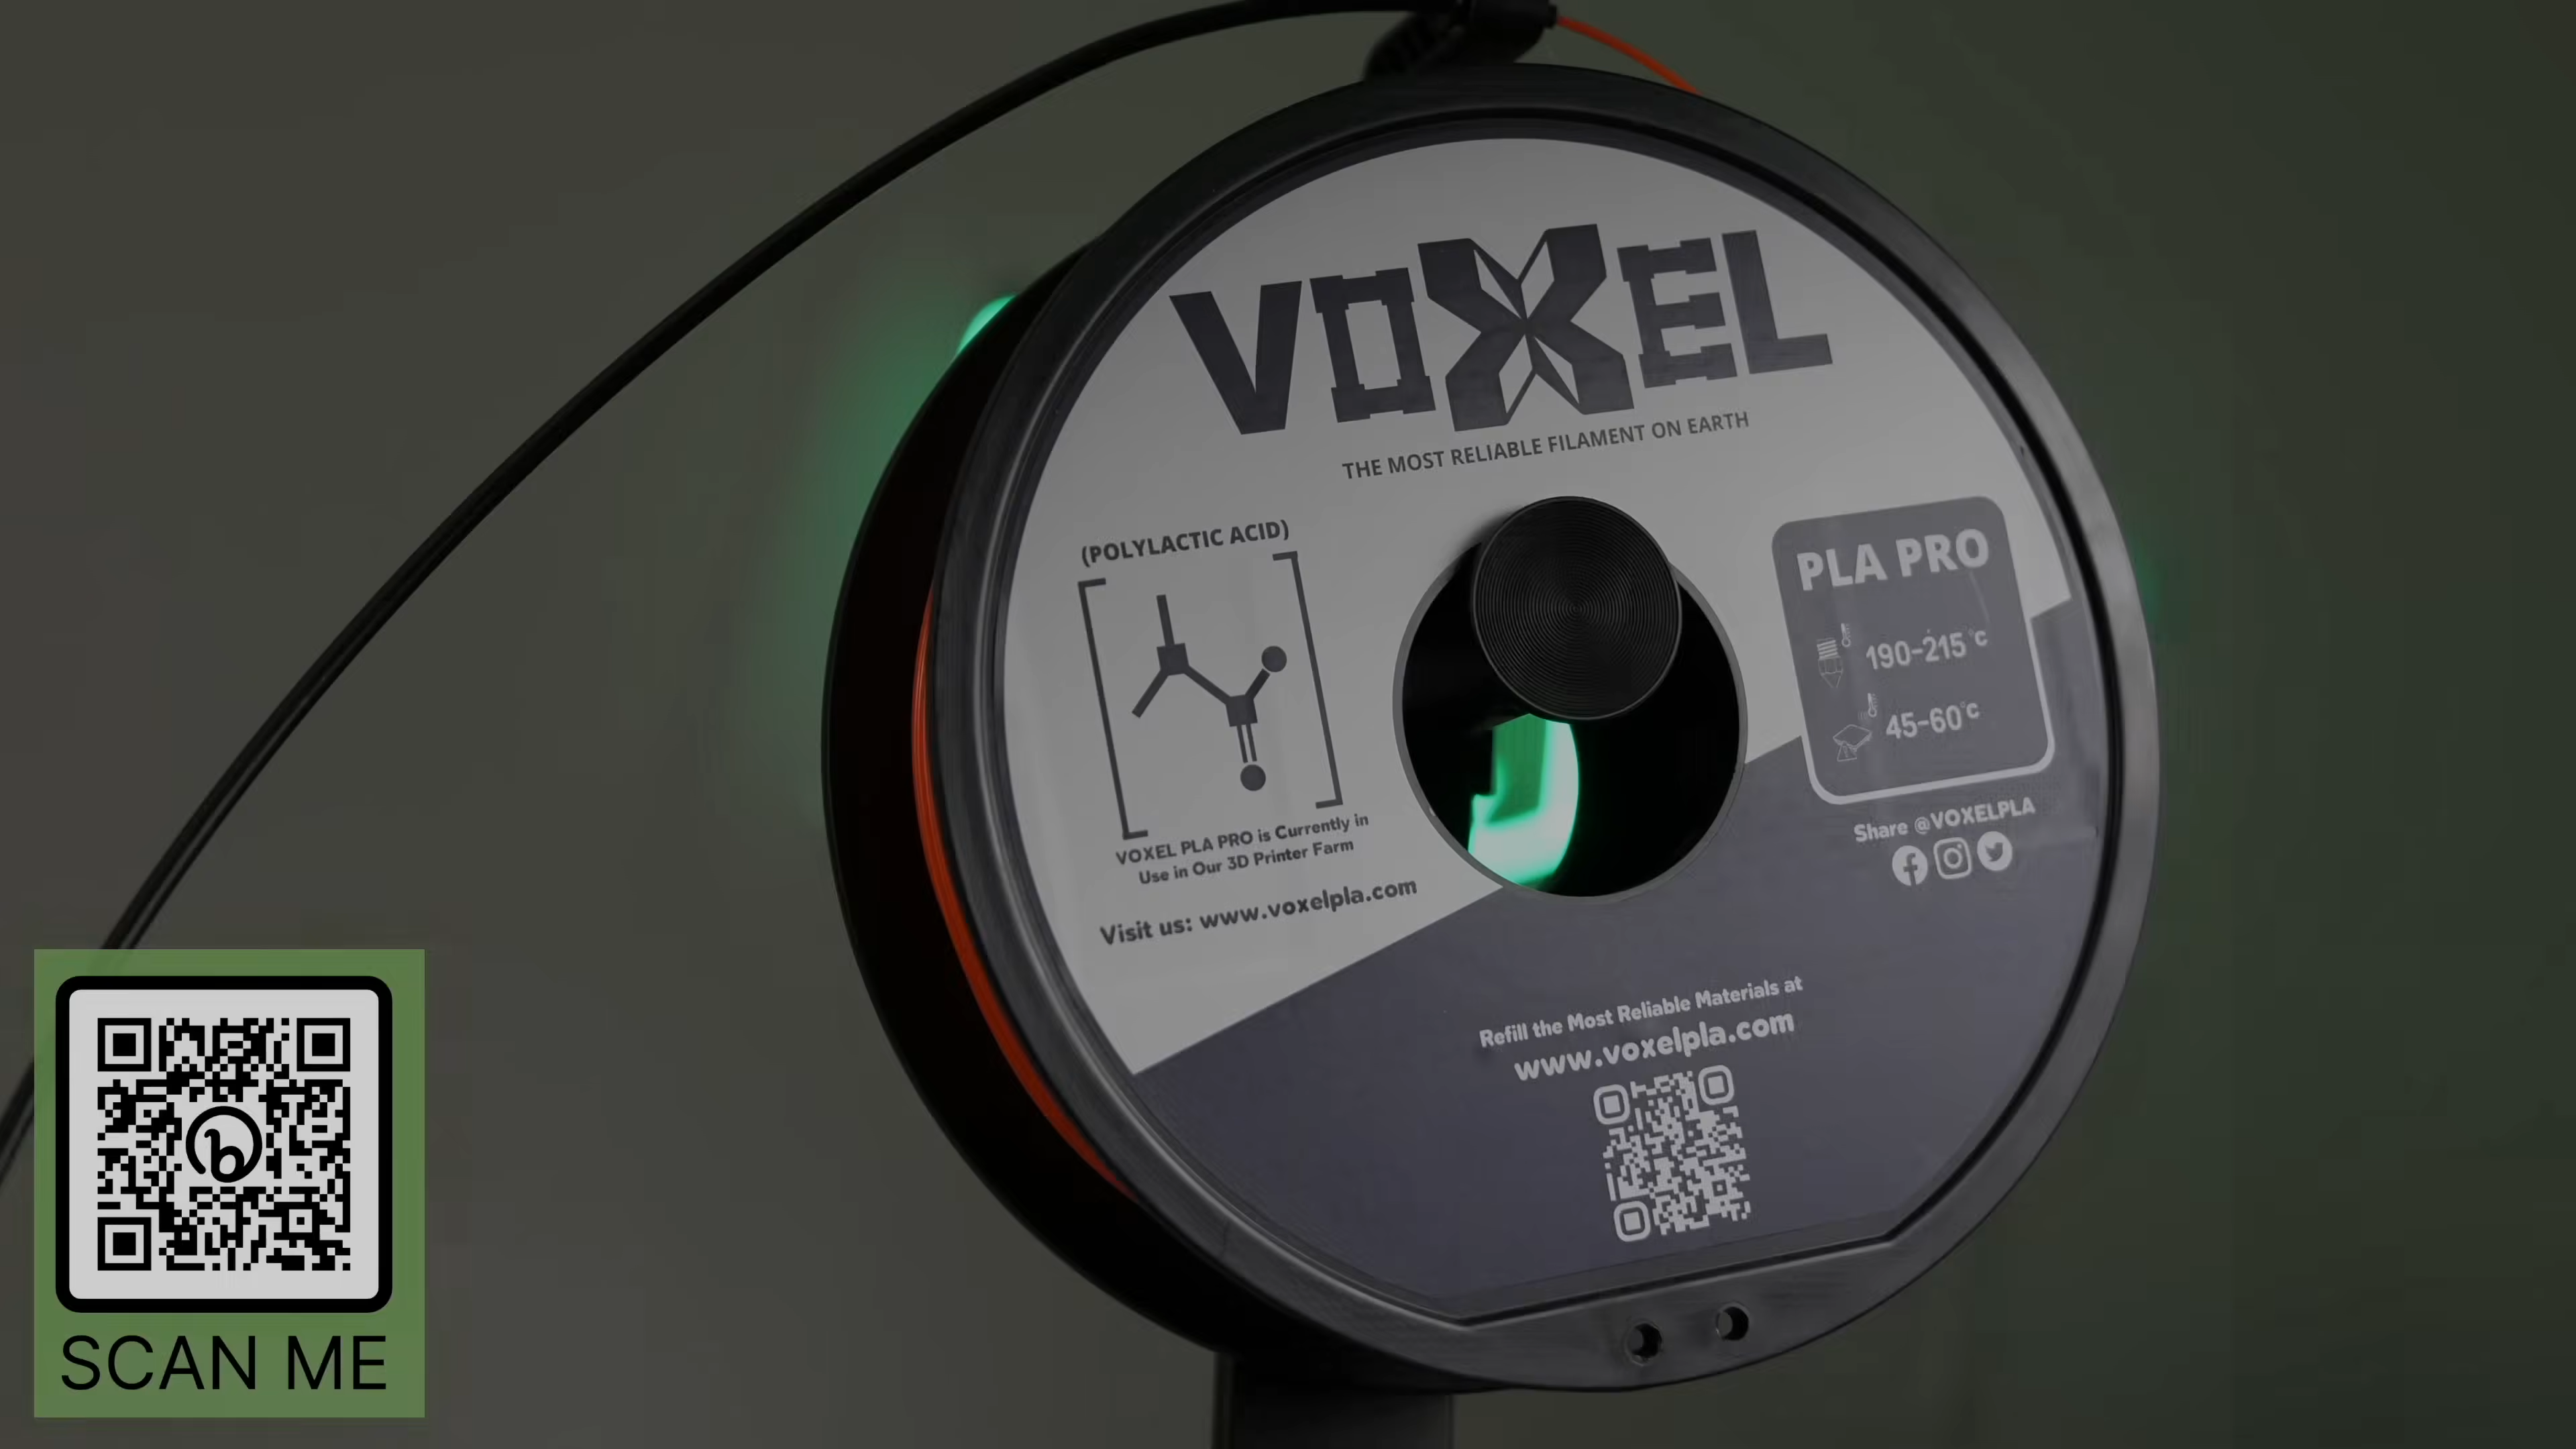 VOXEL
THE MOST RELIABLE FILAMENT ON EARTH
(POLYLACTIC ACID)
VOXEL PLA PRO is Currently in
Use in Our 3D Printer Farm
Visit us: www.voxelpla.com
PLA PRO
190-215°C
45-60°C
Share @VOXELPLA
Refill the Most Reliable Materials at
www.voxelpla.com
b
SCAN ME